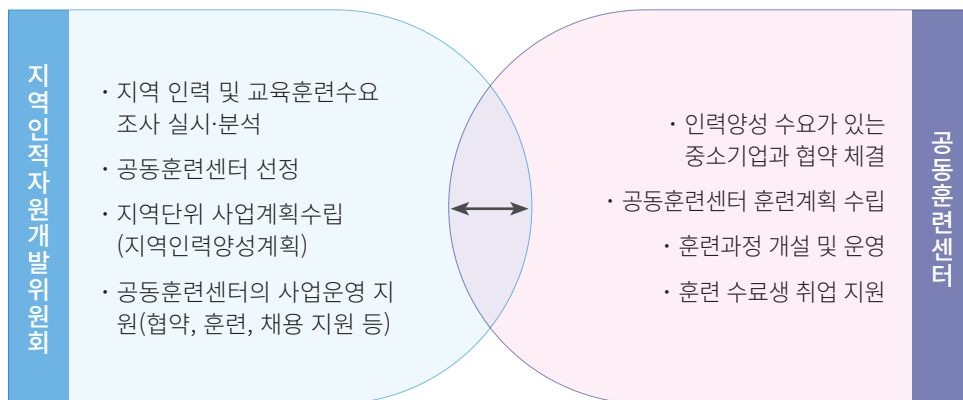 지역인적자원개발위원회
· 지역 인력 및 교육훈련수요
조사 실시·분석
· 공동훈련센터 선정
· 지역단위 사업계획수립
(지역인력양성계획)
· 공동훈련센터의 사업운영 지
원(협약, 훈련, 채용 지원 등)
· 인력양성 수요가 있는
중소기업과 협약 체결
· 공동훈련센터 훈련계획 수립
· 훈련과정 개설 및 운영
· 훈련 수료생 취업 지원
공동훈련센터